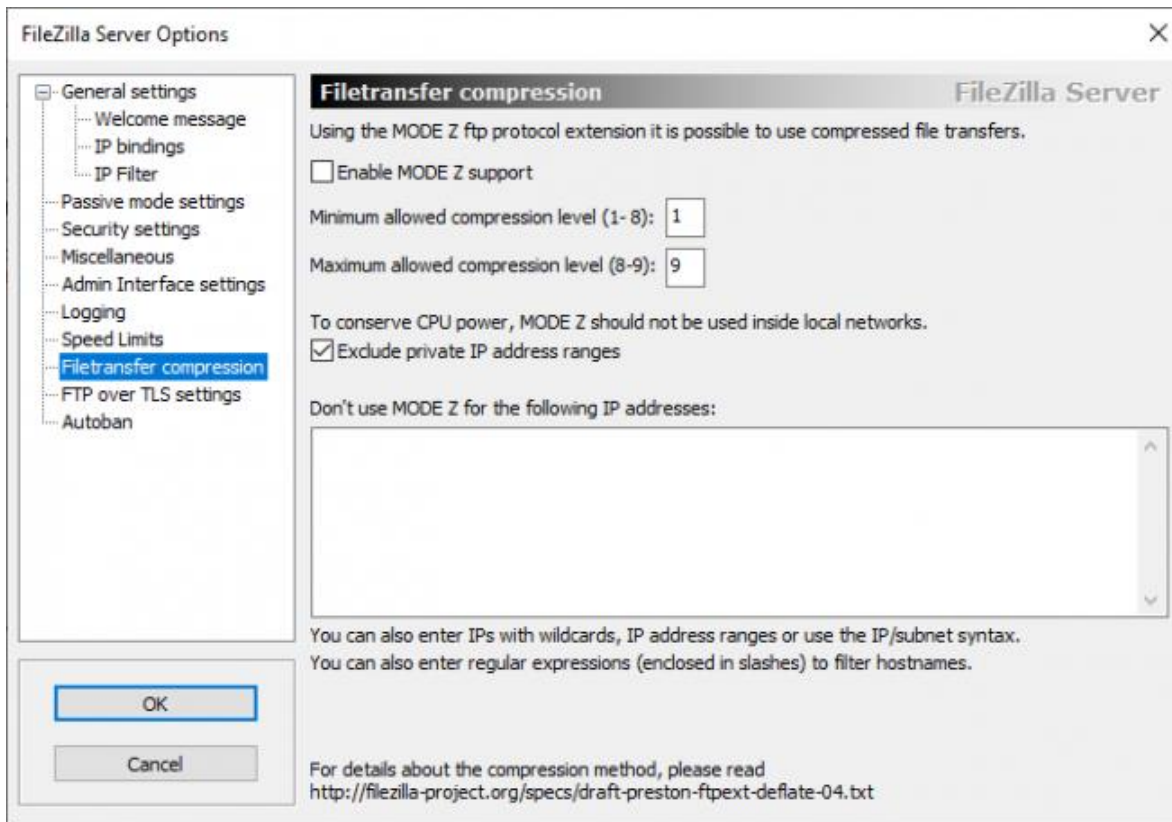 FileZilla Server Options
General settings
Welcome message
IP bindings
IP Filter
Passive mode settings
Security settings
Miscellaneous
Admin Interface settings
Logging
Speed Limits
Filetransfer compression
FTP over TLS settings
Autoban
OK
Cancel
Filetransfer compression FileZilla Server
Using the MODE Z ftp protocol extension it is possible to use compressed file transfers.
Enable MODE Z support
Minimum allowed compression level (1- 8): 1
Maximum allowed compression level (8-9): 9
To conserve CPU power, MODE Z should not be used inside local networks.
Exclude private IP address ranges
Don't use MODE Z for the following IP addresses:
You can also enter IPs with wildcards, IP address ranges or use the IP/subnet syntax.
You can also enter regular expressions (enclosed in slashes) to filter hostnames.
For details about the compression method, please read
http://filezilla-project.org/specs/draft-preston-ftpext-deflate-04.txt